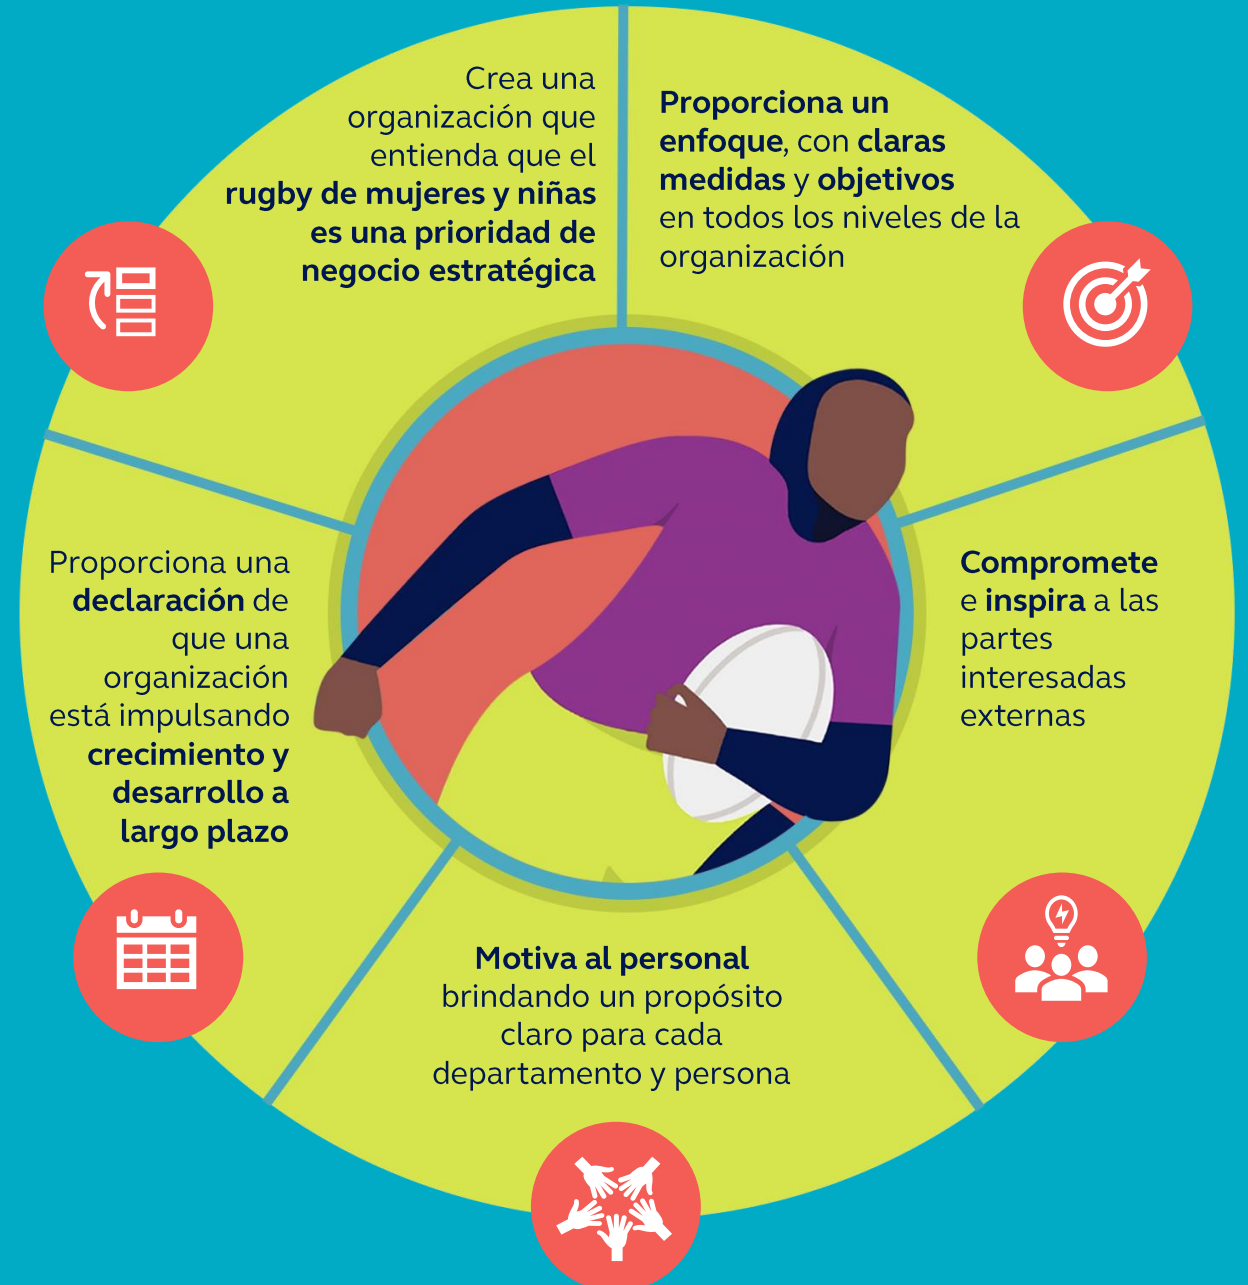 Crea una
organización que
entienda que el
rugby de mujeres y niñas
es una prioridad de
negocio estratégica
Proporciona un
enfoque, con claras
medidas y objetivos
en todos los niveles de la
organización
Compromete
e inspira a las
partes
interesadas
externas
Motiva al personal
brindando un propósito
claro para cada
departamento y persona
Proporciona una
declaración de
que una
organización
está impulsando
crecimiento y
desarrollo a
largo plazo